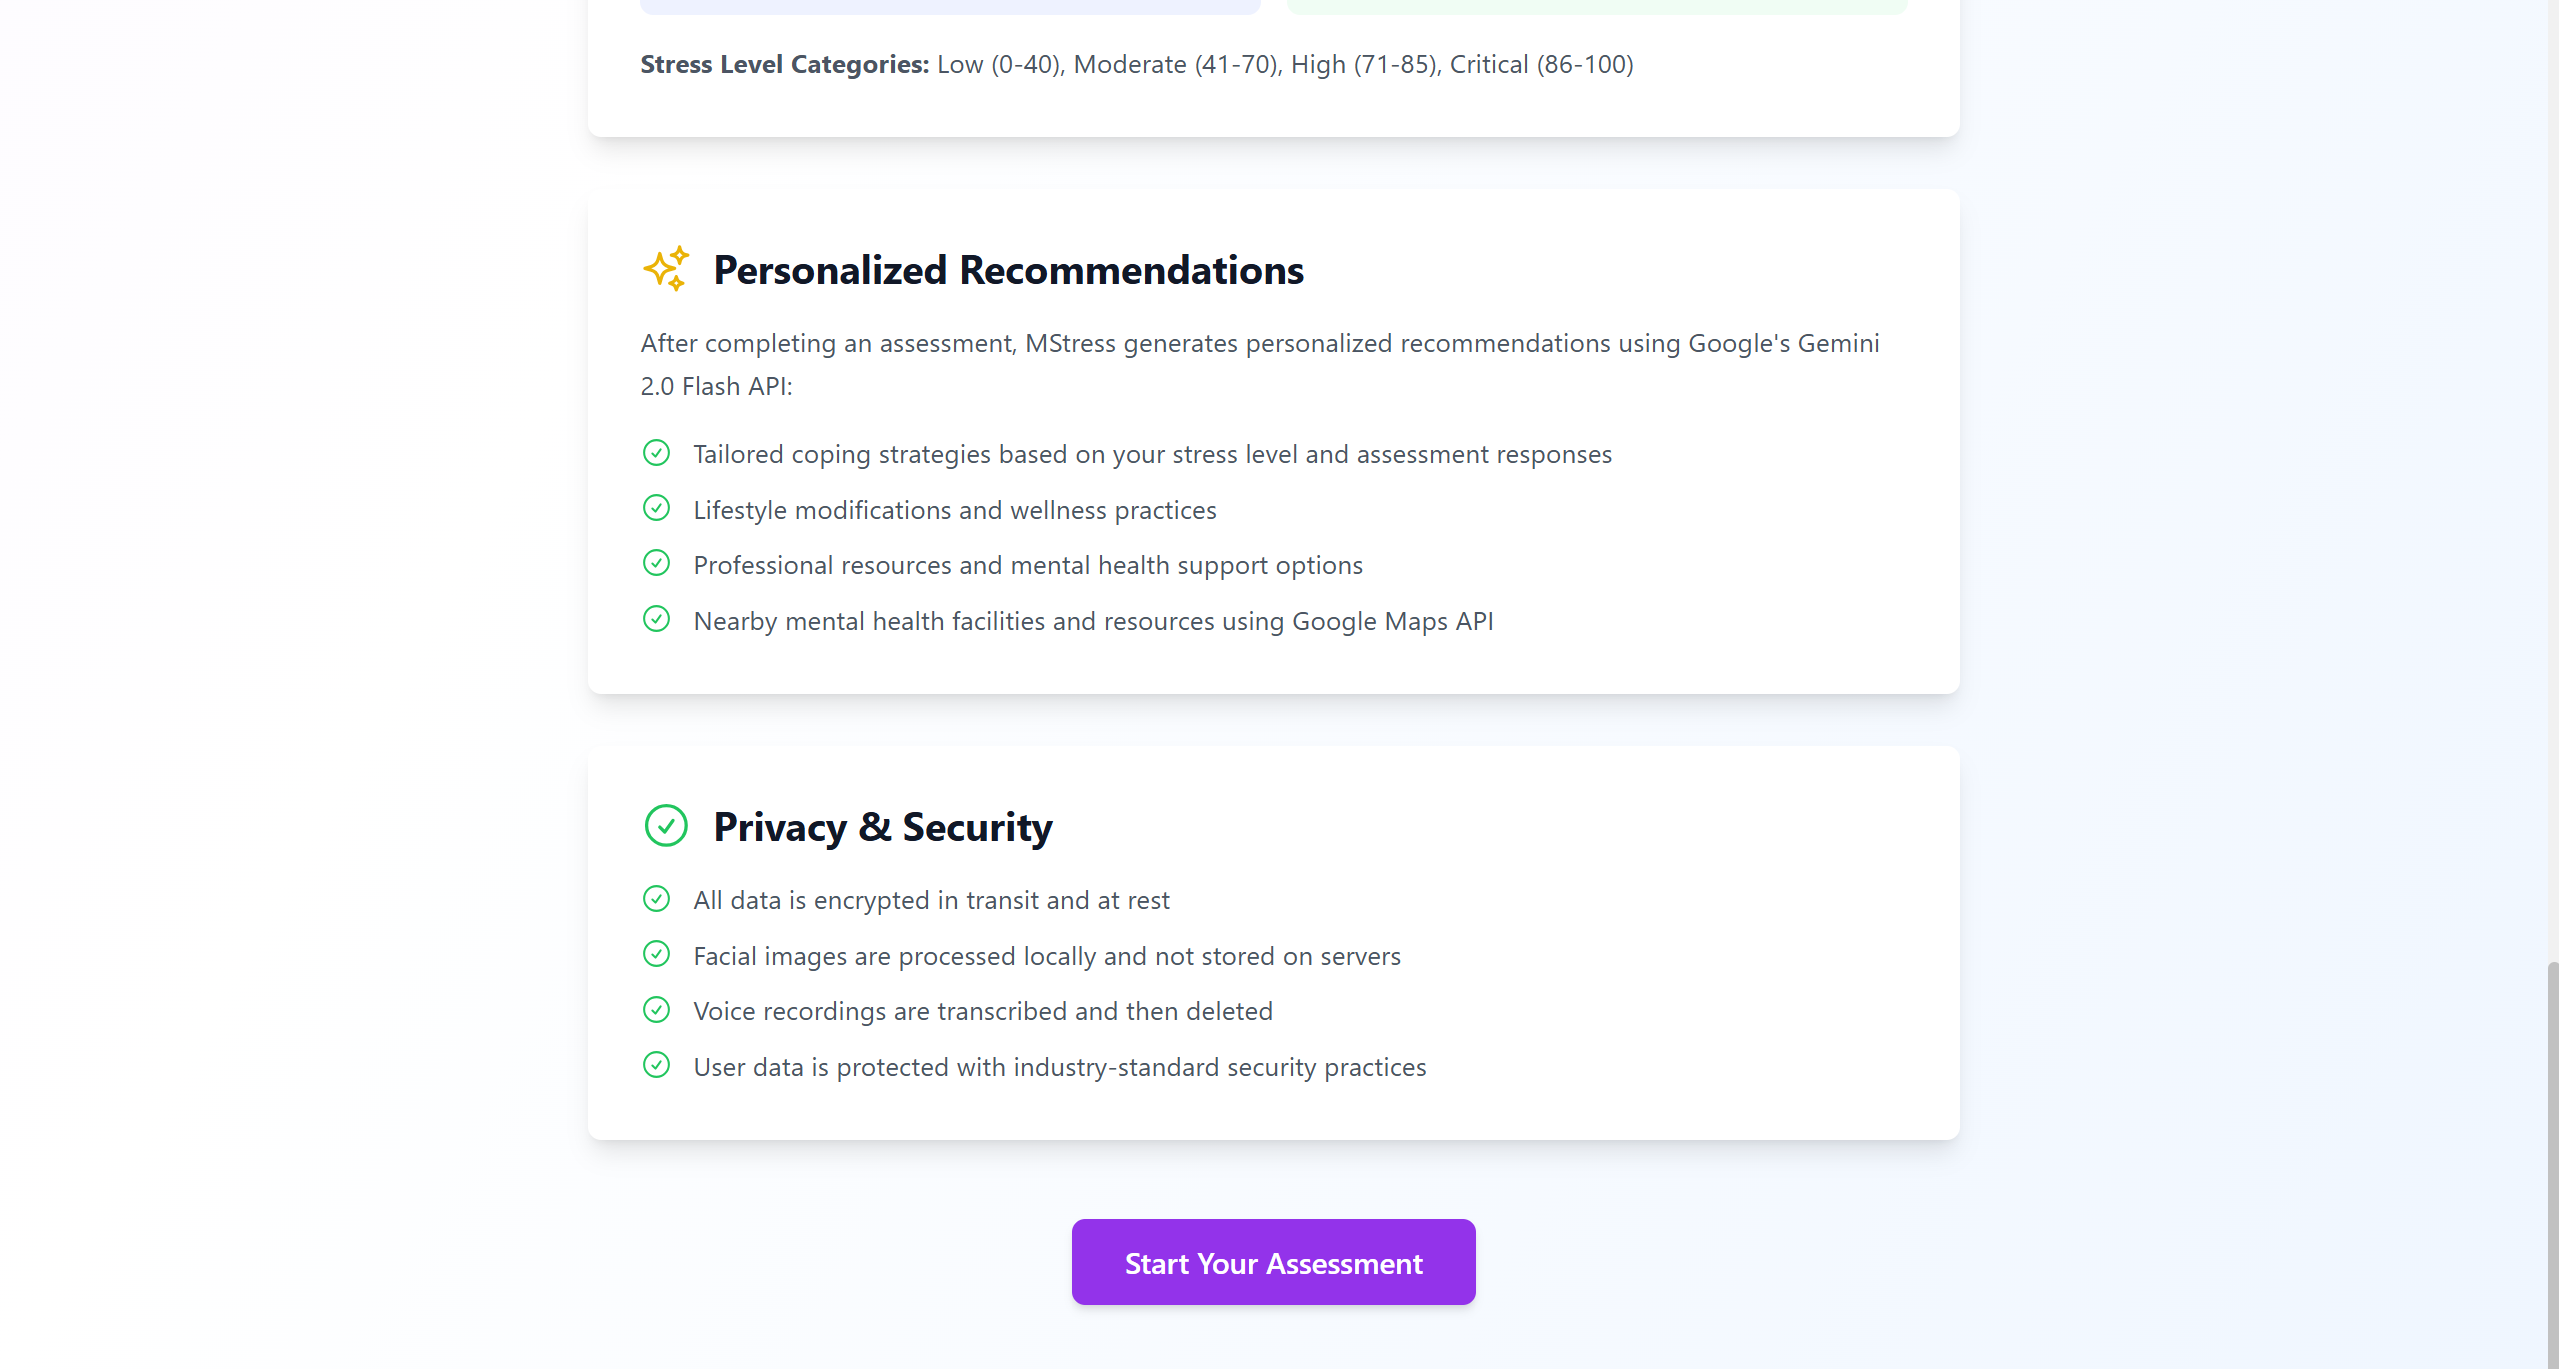 Stress Level Categories: Low (0-40), Moderate (41-70), High (71-85), Critical (86-100)
Personalized Recommendations
After completing an assessment, MStress generates personalized recommendations using Google's Gemini
2.0 Flash API:
Tailored coping strategies based on your stress level and assessment responses
Lifestyle modifications and wellness practices
Professional resources and mental health support options
Nearby mental health facilities and resources using Google Maps API
Privacy & Security
All data is encrypted in transit and at rest
Facial images are processed locally and not stored on servers
Voice recordings are transcribed and then deleted
User data is protected with industry-standard security practices
Start Your Assessment